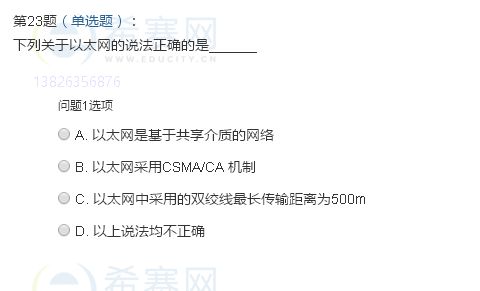 第23题（单选题）：
希赛网
WWW.EDUCITY.CN
下列关于以太网的说法正确的是_______
13826356876
问题1选项
A. 以太网是基于共享介质的网络
B. 以太网采用CSMA/CA 机制
C. 以太网中采用的双绞线最长传输距离为500m
D. 以上说法均不正确
希赛网